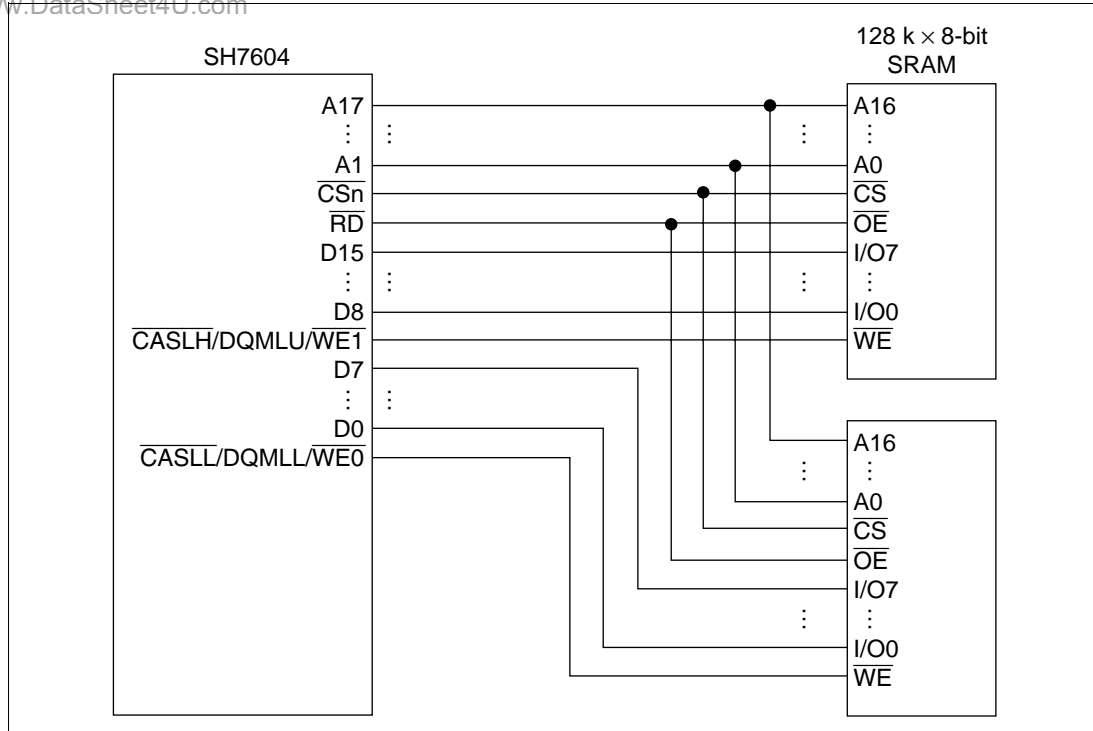 w.DataSheet4U.com
SH7604
128 k × 8-bit
SRAM
A17
A1
CSn
RD
D15
D8
CASLH/DQMLU/WE1
D7
D0
CASLL/DQMLL/WE0
A16
A0
CS
OE
I/O7
I/O0
WE
A16
A0
CS
OE
I/O7
I/O0
WE